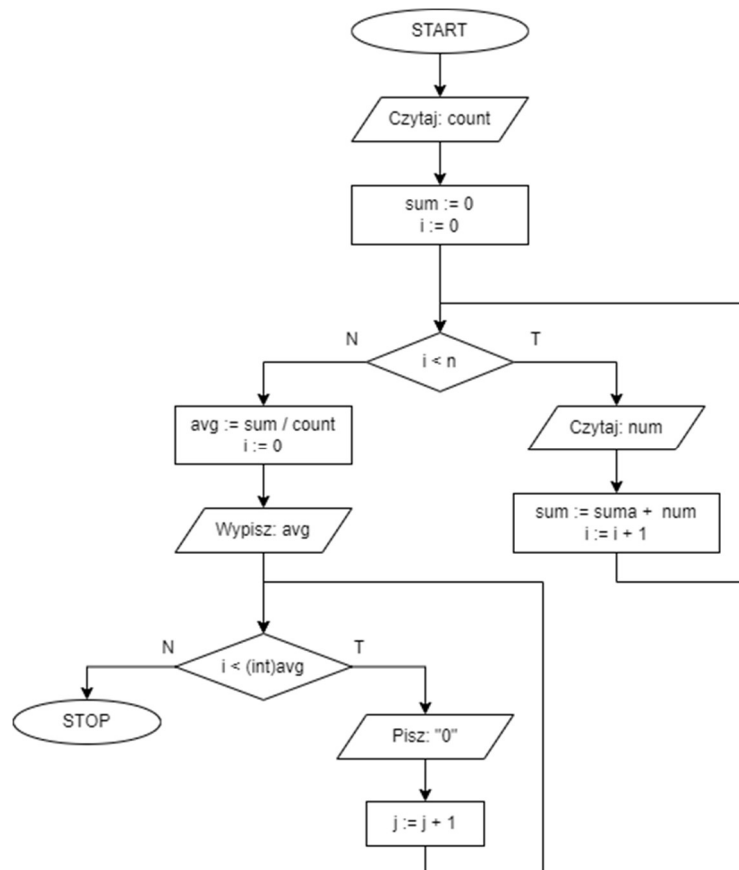 START
Czytaj: count
sum := 0
i := 0
N
T
i < n
avg := sum / count
i := 0
Czytaj: num
Wypisz: avg
sum := suma + num
i := i + 1
N
T
i < (int)avg
STOP
Pisz: "0"
j := j + 1